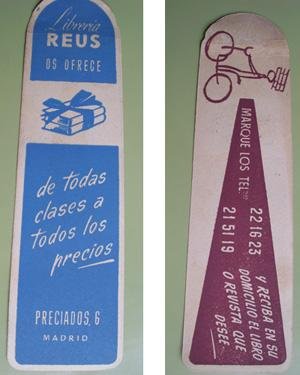 Librería
REUS
OS OFRECE
de todas
clases a
todos los
precios
PRECIADOS, 6
MADRID
MARQUE LOS TEL.
22 16 23
21 51 19
Y RECIBA EN SU
DOMICILIO EL LIBRO
O REVISTA QUE
DESEE